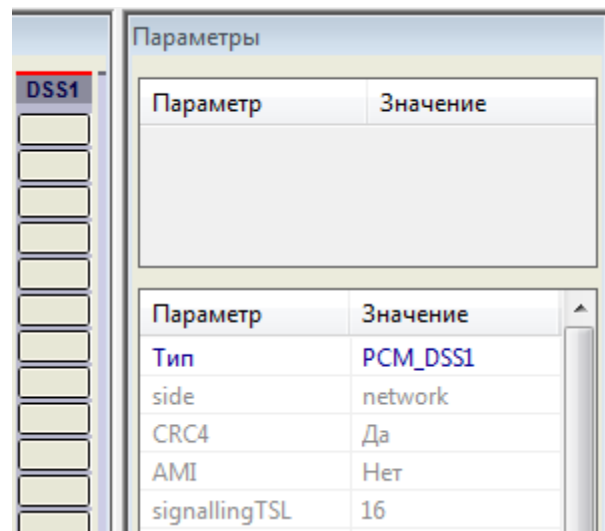 Параметры
DSS1
Параметр Значение
Параметр Значение
Тип PCM_DSS1
side network
CRC4 Да
AMI Нет
signallingTSL 16